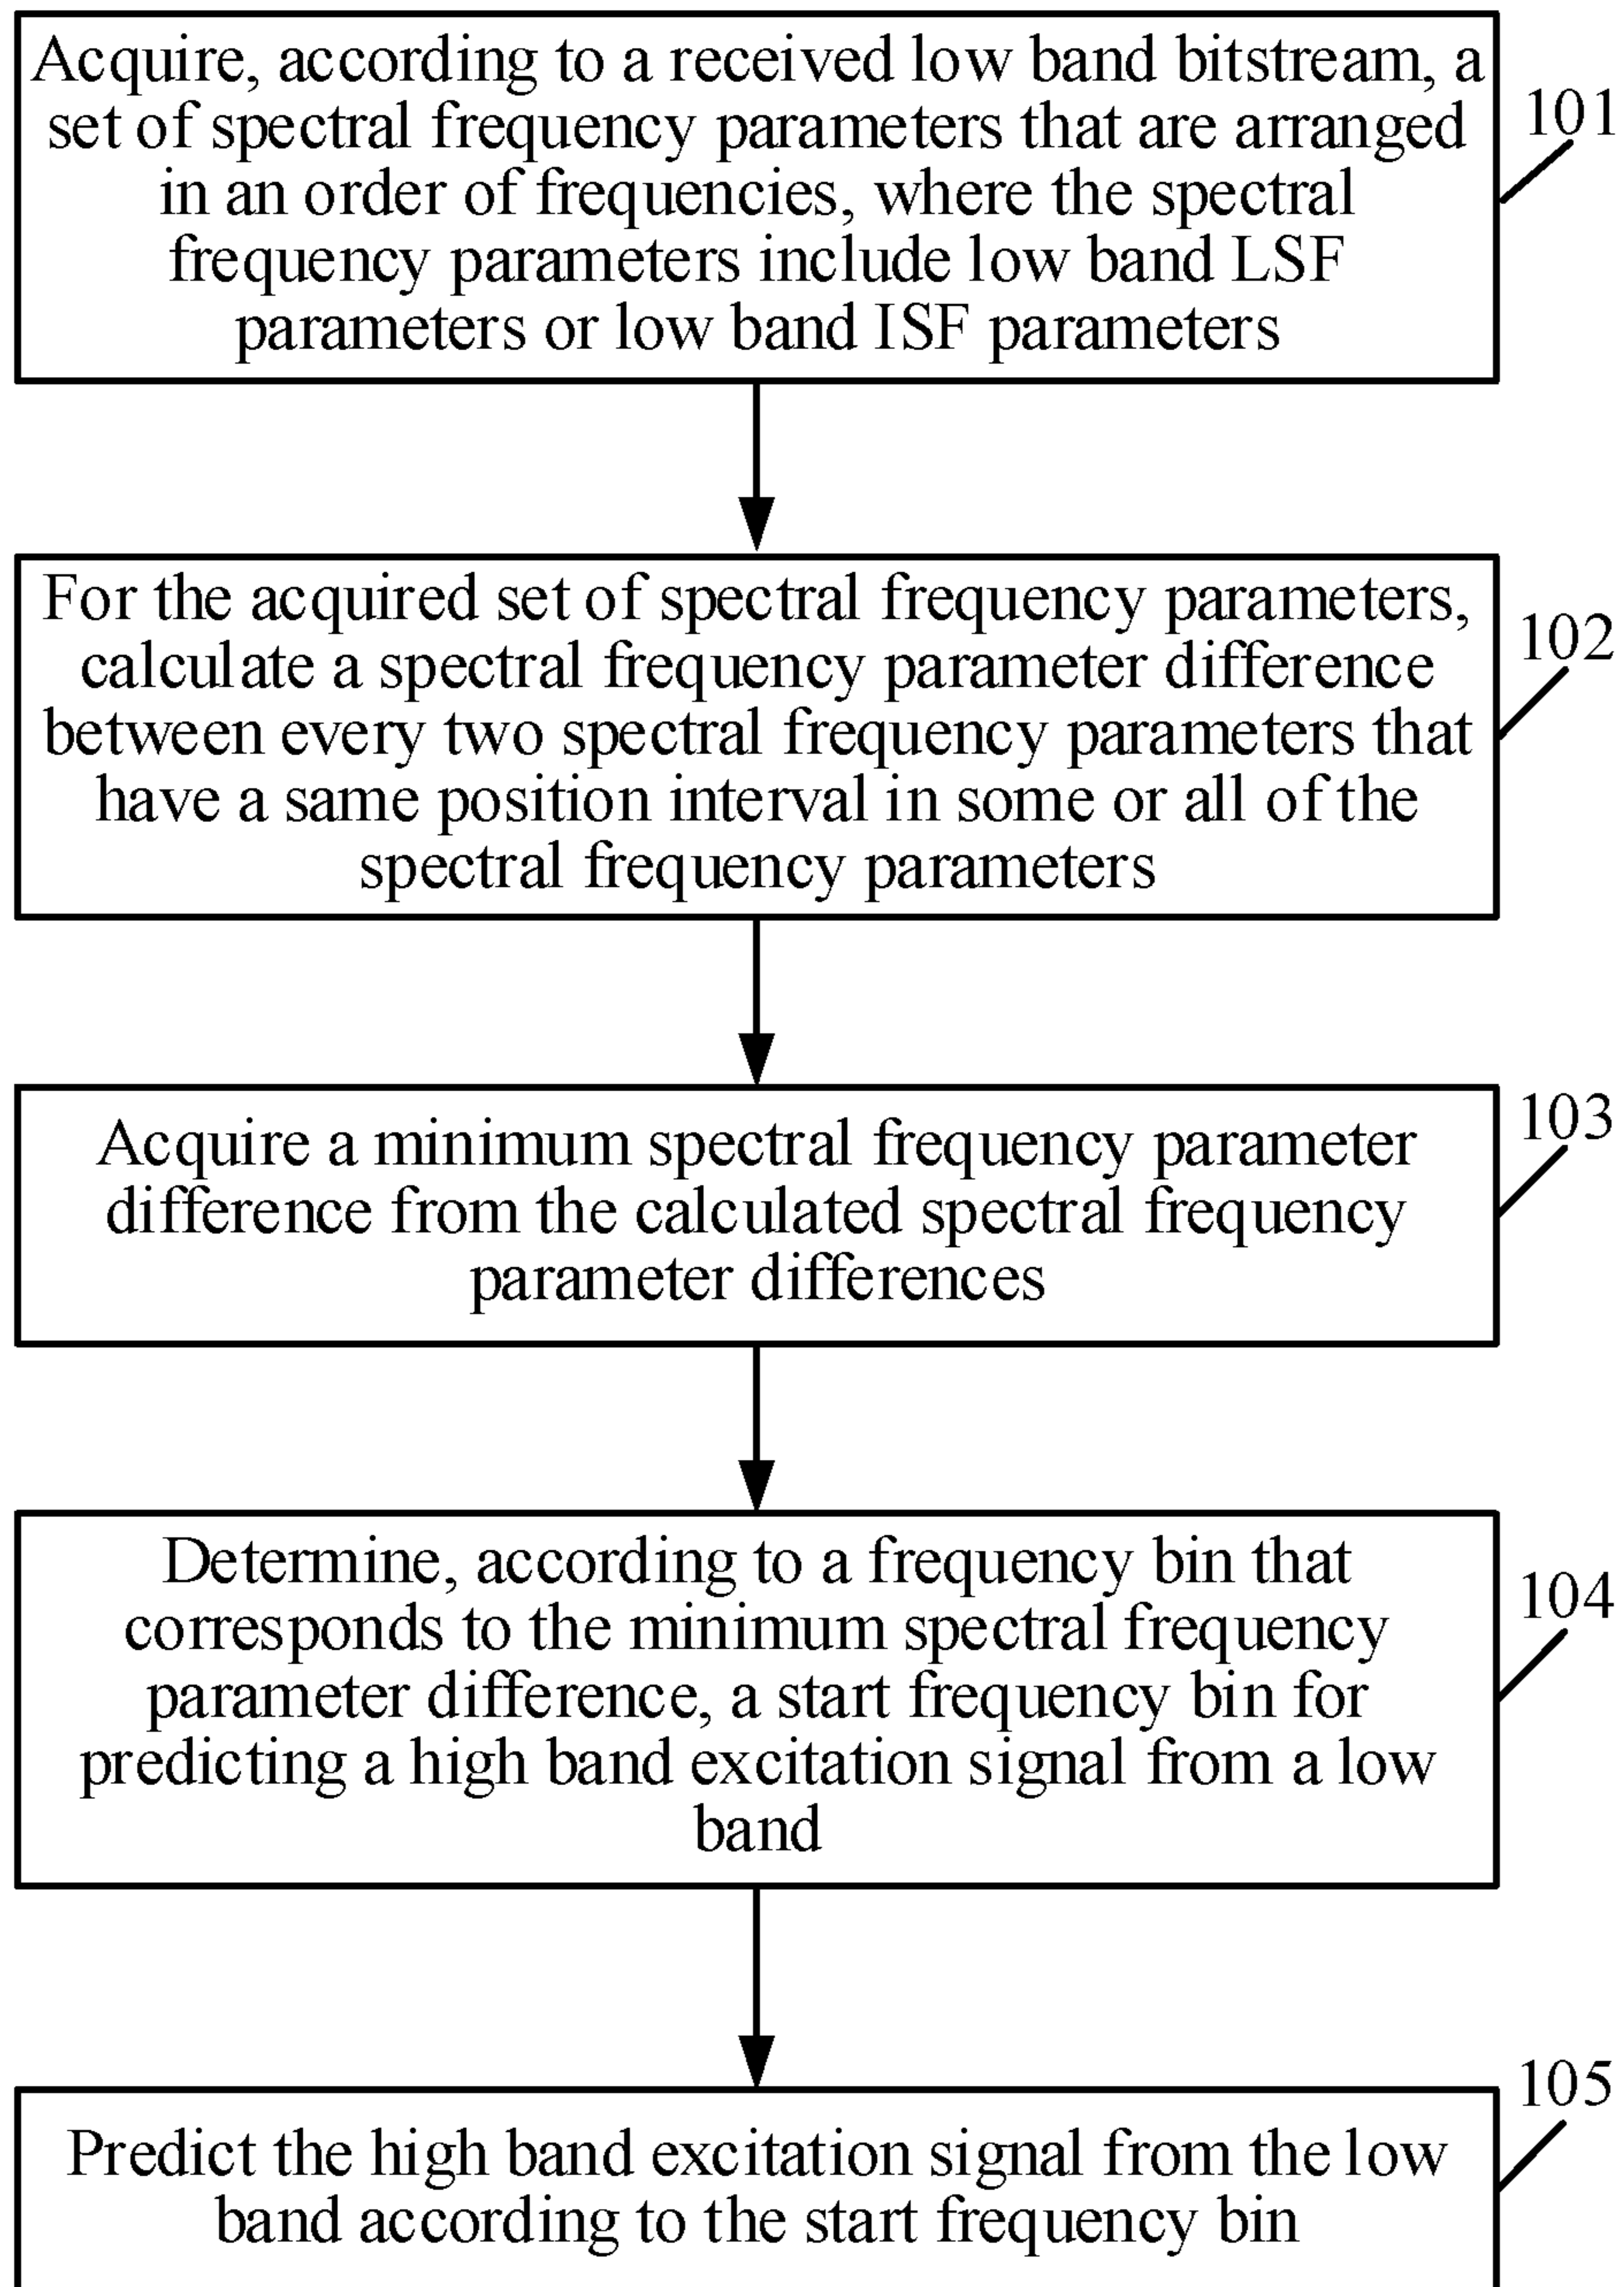 Acquire, according to a received low band bitstream, a
set of spectral frequency parameters that are arranged
in an order of frequencies, where the spectral
frequency parameters include low band LSF
parameters or low band ISF parameters
101
For the acquired set of spectral frequency parameters,
calculate a spectral frequency parameter difference
between every two spectral frequency parameters that
have a same position interval in some or all of the
spectral frequency parameters
102
Acquire a minimum spectral frequency parameter
difference from the calculated spectral frequency
parameter differences
103
Determine, according to a frequency bin that
corresponds to the minimum spectral frequency
parameter difference, a start frequency bin for
predicting a high band excitation signal from a low
band
104
Predict the high band excitation signal from the low
band according to the start frequency bin
105